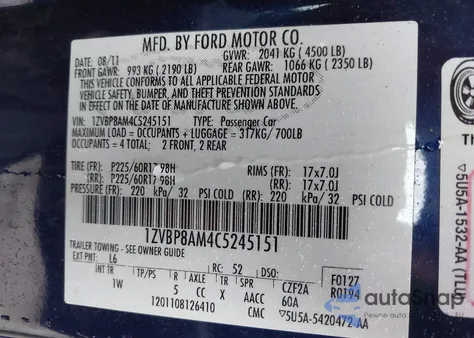 MFD. BY FORD MOTOR CO.
DATE: 08/11 GVWR: 2041 KG ( 4500 LB)
FRONT GAWR: 993 KG ( 2190 LB) REAR GAWR: 1066 KG ( 2350 LB)
THIS VEHICLE CONFORMS TO ALL APPLICABLE FEDERAL MOTOR
VEHICLE SAFETY, BUMPER, AND THEFT PREVENTION STANDARDS
IN EFFECT ON THE DATE OF MANUFACTURE SHOWN ABOVE.
VIN: 1ZVBP8AM4C5245151 TYPE: Passenger Car
MAXIMUM LOAD = OCCUPANTS + LUGGAGE = 317KG/ 700LB
OCCUPANTS = 4 TOTAL: 2 FRONT, 2 REAR
TIRE (FR): P225/60R17 98H RIMS (FR): 17x7.0J
(RR): P225/60R17 98H (RR): 17x7.0J
PRESSURE (FR): 220 kPa/ 32 PSI COLD (RR): 220 kPa/ 32 PSI COLD
1ZVBP8AM4C5245151
TRAILER TOWING - SEE OWNER GUIDE
EXT PNT: L6 RC: 52 DSO: F0127
INT TR TP/PS R AXLE TR SPR CZF2A R0194
1W 5 CC X AACC 60A
1201108126410 CMC ▽5U5A-5420472 AA
Th
▽5U5A-1532-AA (TLU
autoSnap